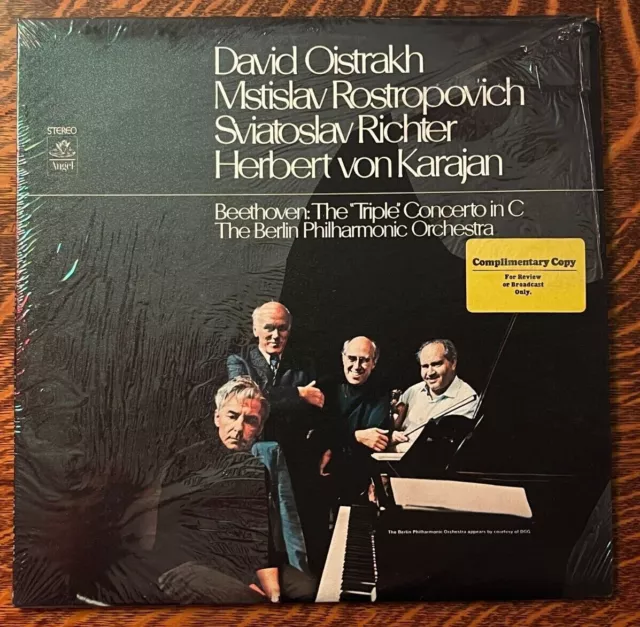 David Oistrakh
Mstislav Rostropovich
Sviatoslav Richter
Herbert von Karajan
STEREO
Angel
Beethoven: The "Triple" Concerto in C
The Berlin Philharmonic Orchestra
Complimentary Copy
For Review
or Broadcast
Only.
The Berlin Philharmonic Orchestra appears by courtesy of DGG